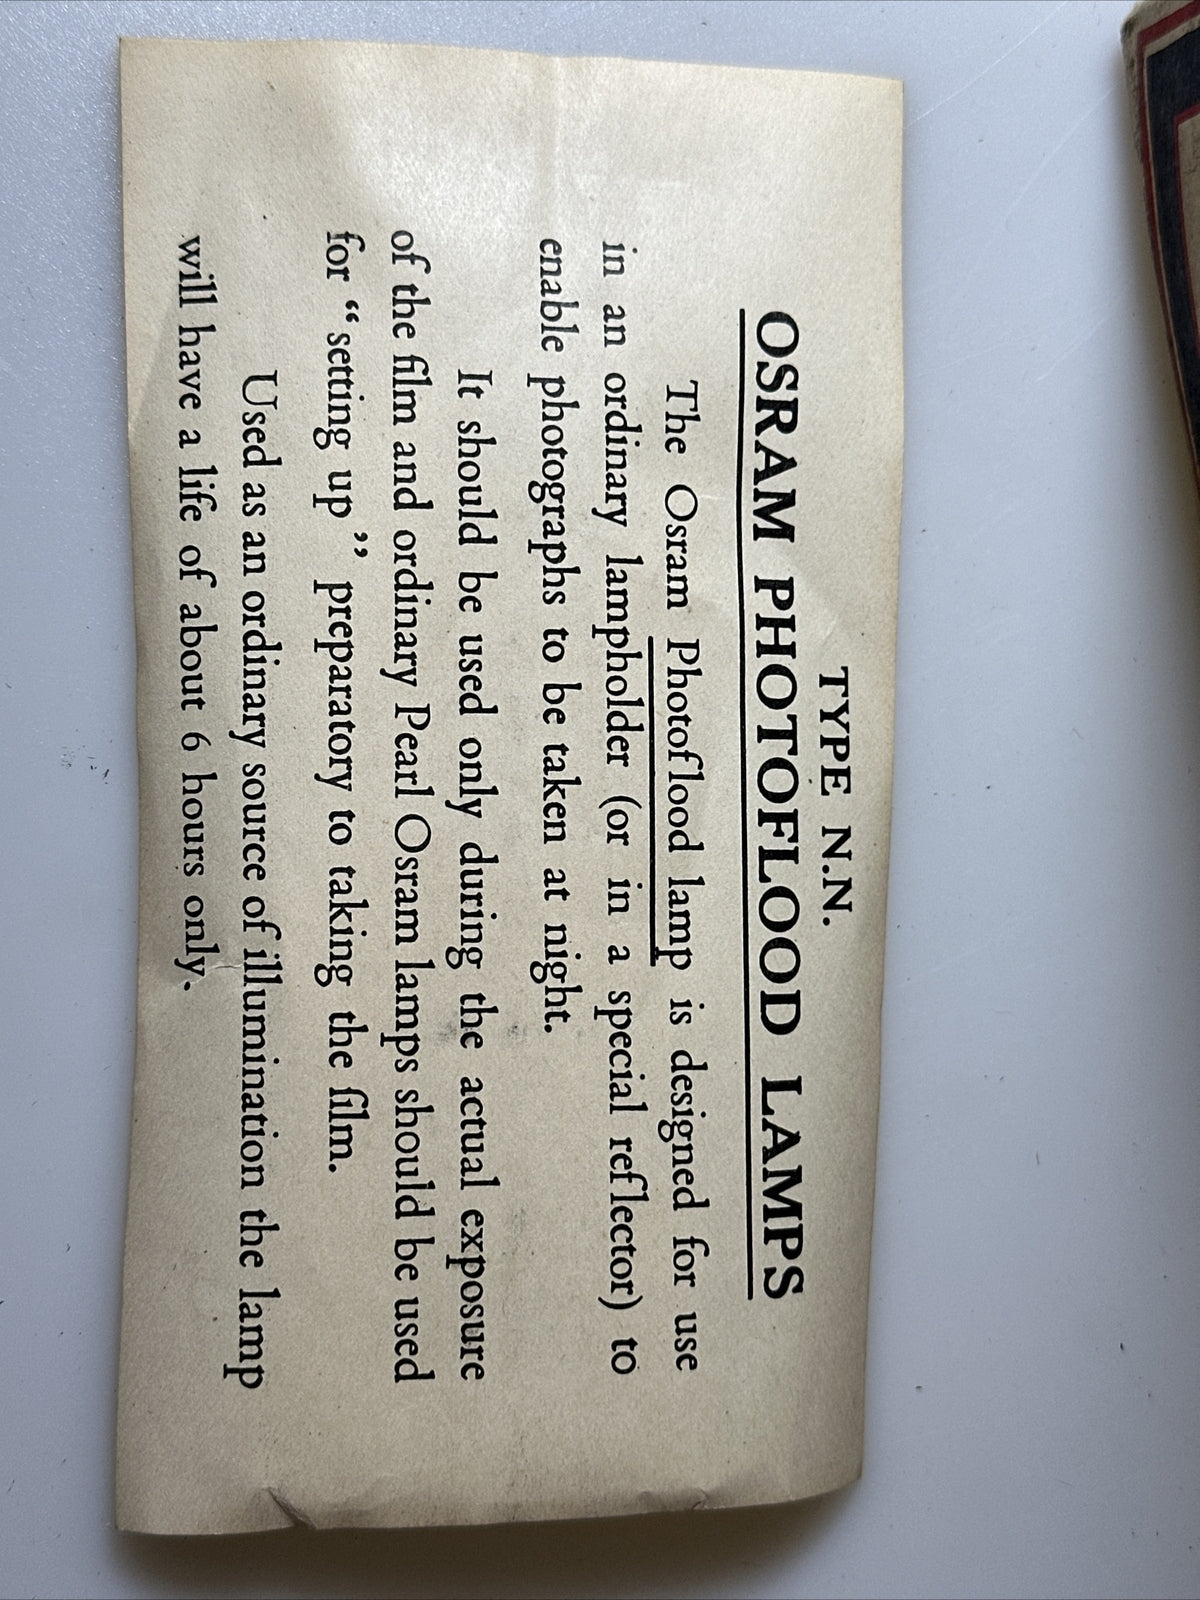 TYPE N.N.
OSRAM PHOTOFLOOD LAMPS
The Osram Photoflood lamp is designed for use
in an ordinary lampholder (or in a special reflector) to
enable photographs to be taken at night.
It should be used only during the actual exposure
of the film and ordinary Pearl Osram lamps should be used
for “setting up” preparatory to taking the film.
Used as an ordinary source of illumination the lamp
will have a life of about 6 hours only.